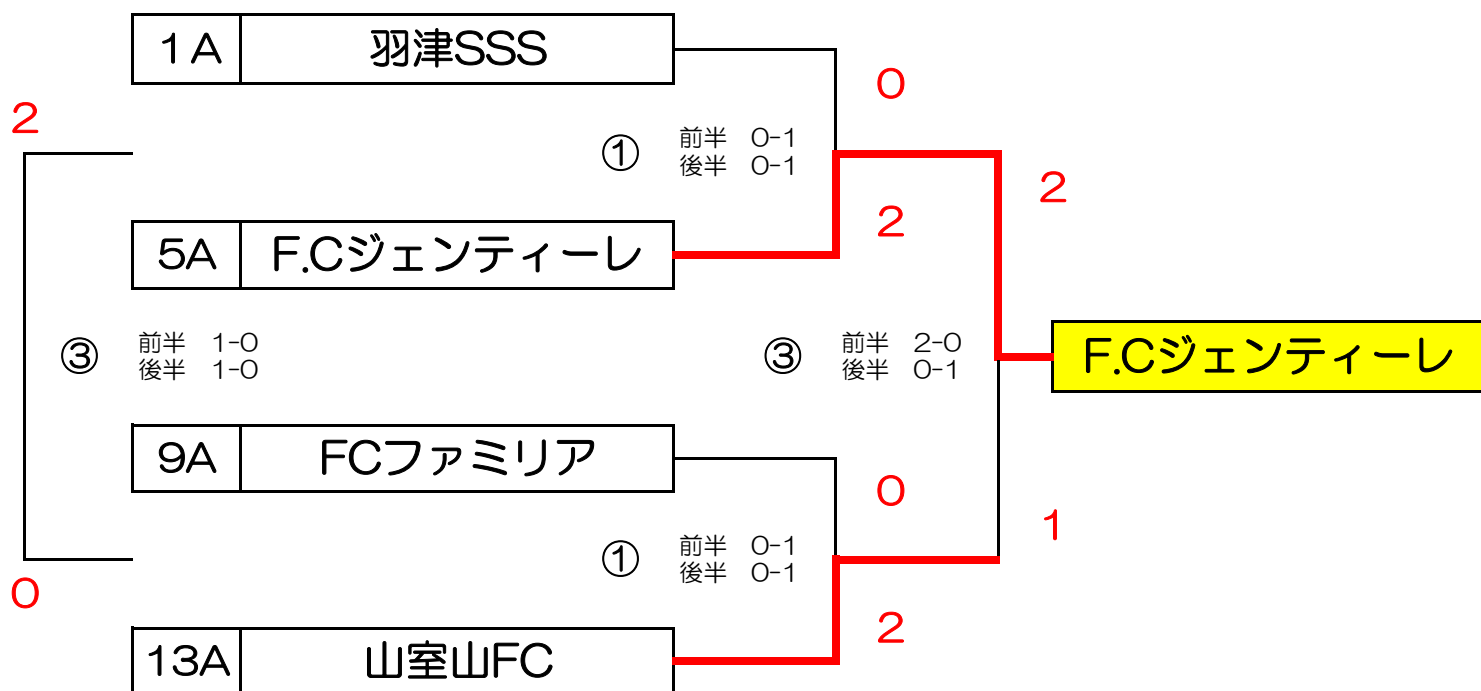 1A 羽津SSS
0
2
① 前半 0-1
後半 0-1
2
2
5A F.Cジェンティーレ
③ 前半 1-0
後半 1-0
③ 前半 2-0
後半 0-1
F.Cジェンティーレ
9A FCファミリア
0
1
① 前半 0-1
後半 0-1
0
2
13A 山室山FC